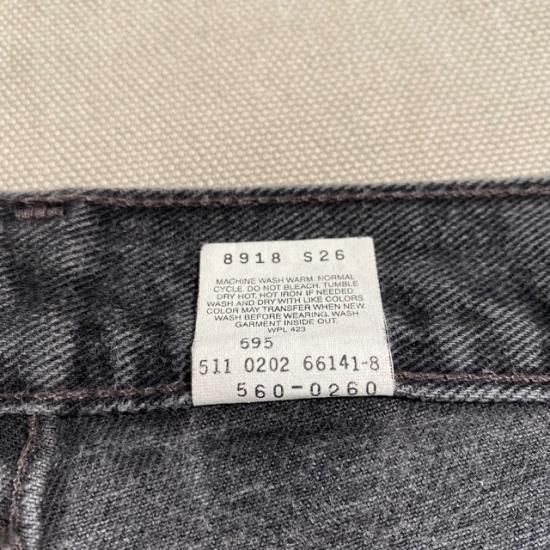 8918 S26
MACHINE WASH WARM. NORMAL
CYCLE. DO NOT BLEACH. TUMBLE
DRY HOT. HOT IRON IF NEEDED
WASH AND DRY WITH LIKE COLORS.
COLOR MAY TRANSFER WHEN NEW.
WASH BEFORE WEARING. WASH
GARMENT INSIDE OUT.
WPL 423
695
511 0202 66141-8
560-0260